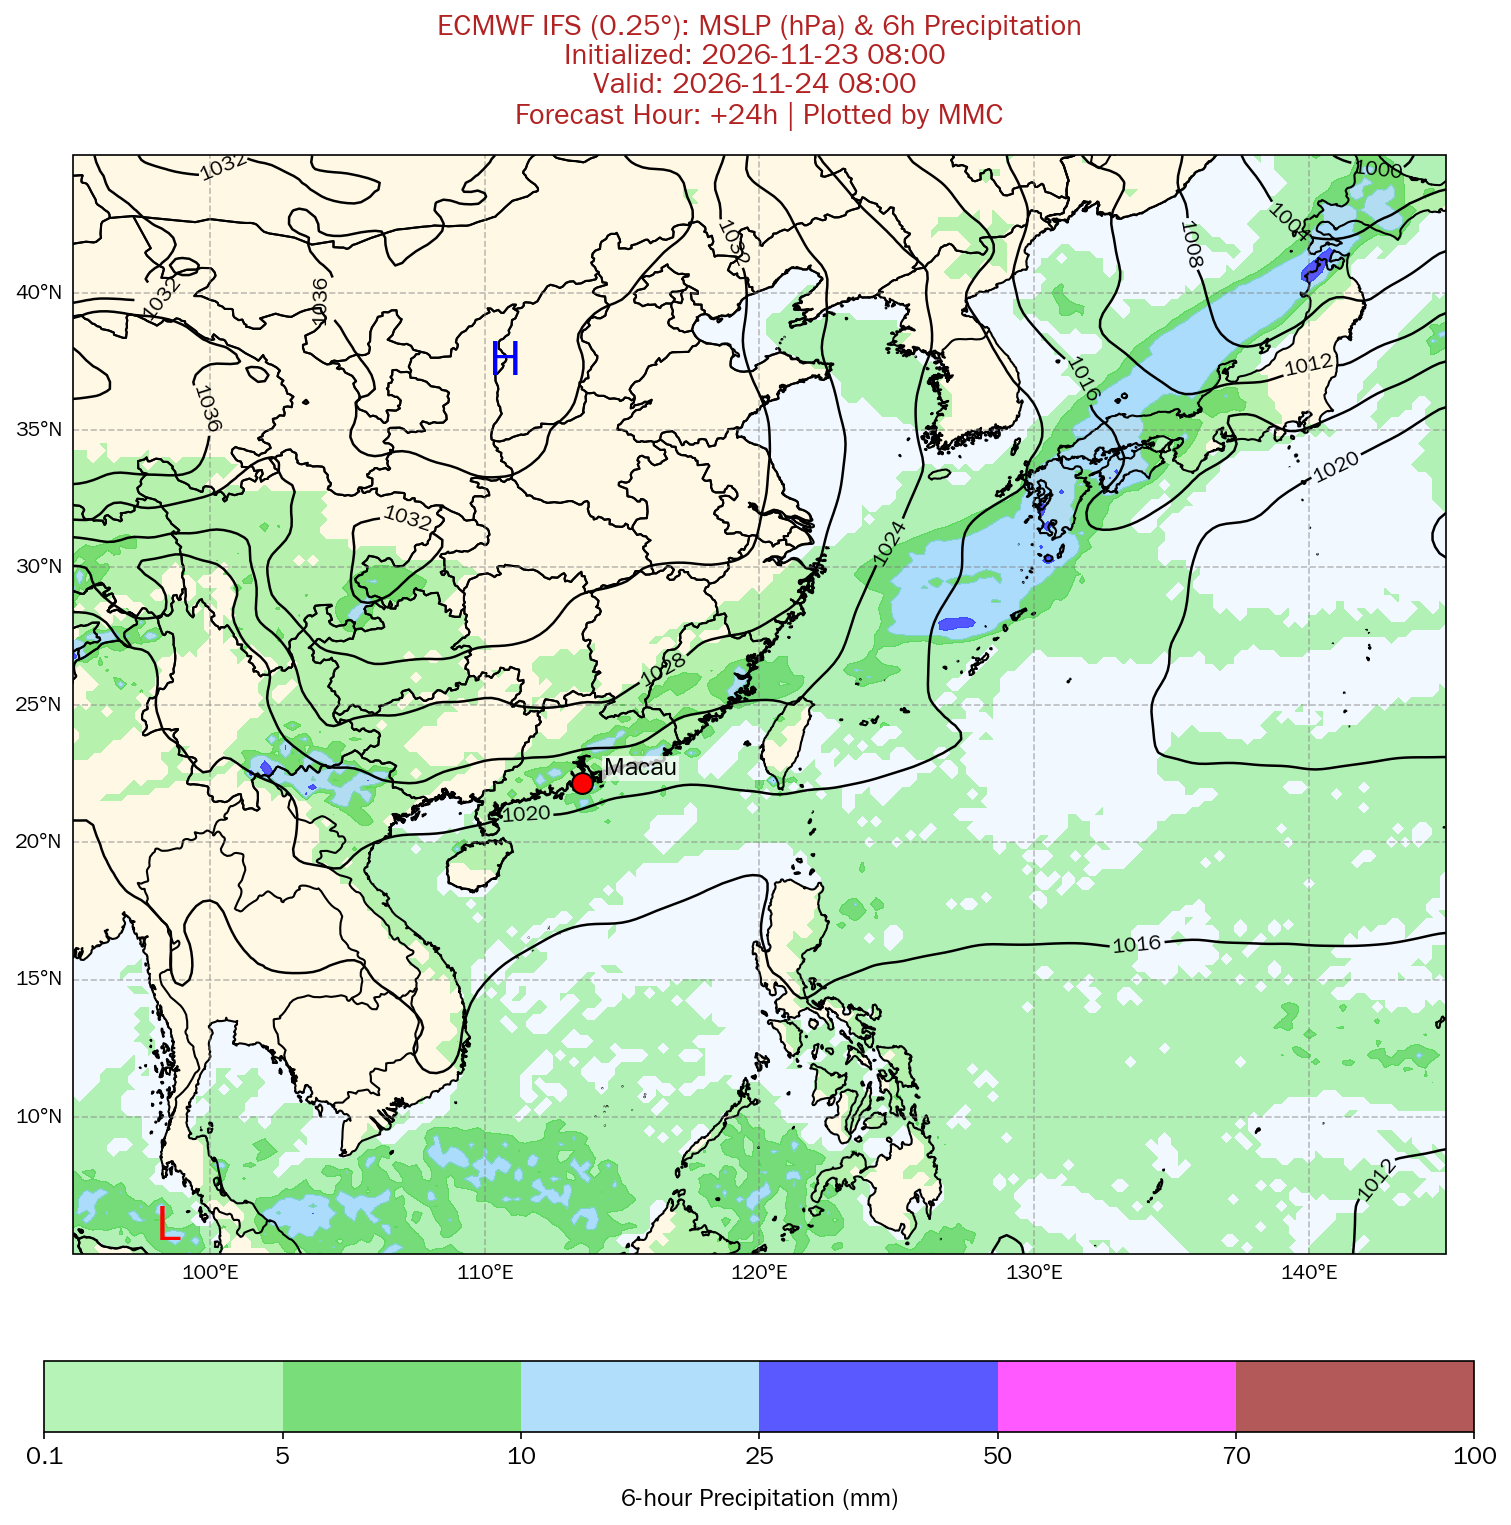 ECMWF IFS (0.25°): MSLP (hPa) & 6h Precipitation
Initialized: 2026-11-23 08:00
Valid: 2026-11-24 08:00
Forecast Hour: +24h | Plotted by MMC
1032
1000
1004
1032
1008
1032
1036
40°N
H
1012
1016
1036
35°N
1020
1032
1024
30°N
1028
25°N
Macau
1020
20°N
1016
15°N
10°N
1012
L
100°E 110°E 120°E 130°E 140°E
0.1 5 10 25 50 70 100
6-hour Precipitation (mm)